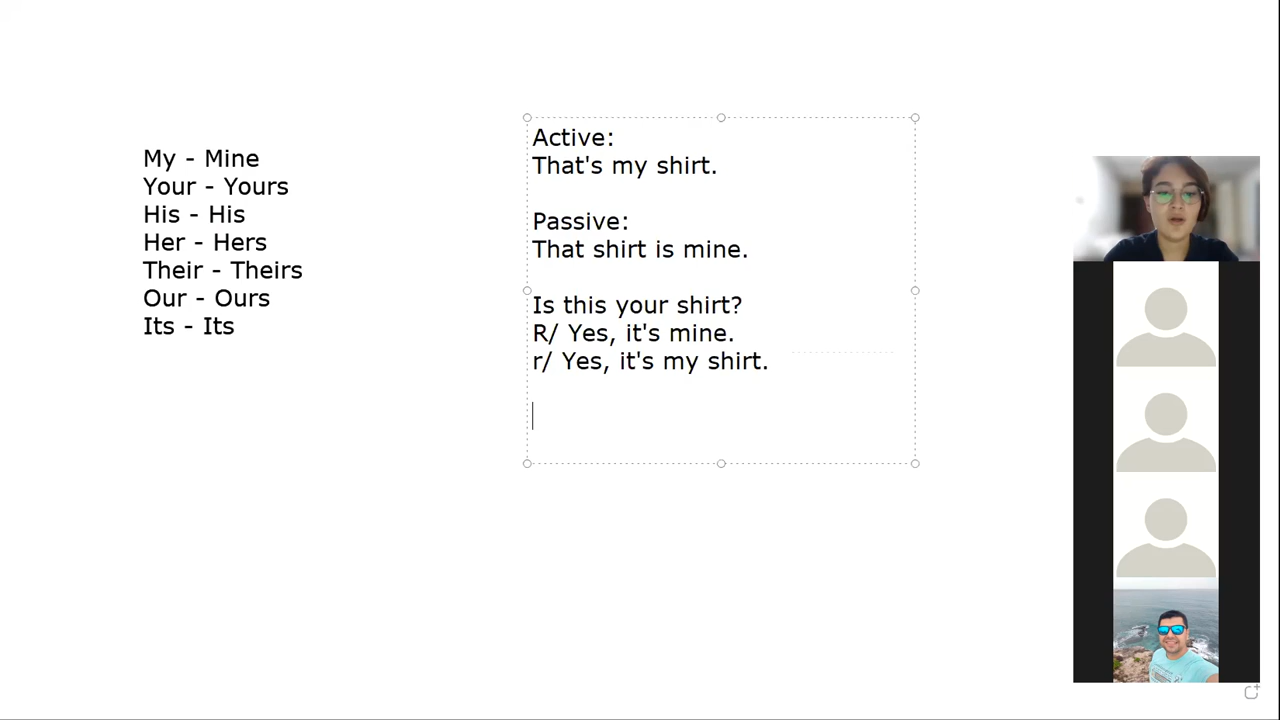 My - Mine
Your - Yours
His - His
Her - Hers
Their - Theirs
Our - Ours
Its - Its
Active:
That's my shirt.
Passive:
That shirt is mine.
Is this your shirt?
R/ Yes, it's mine.
r/ Yes, it's my shirt.